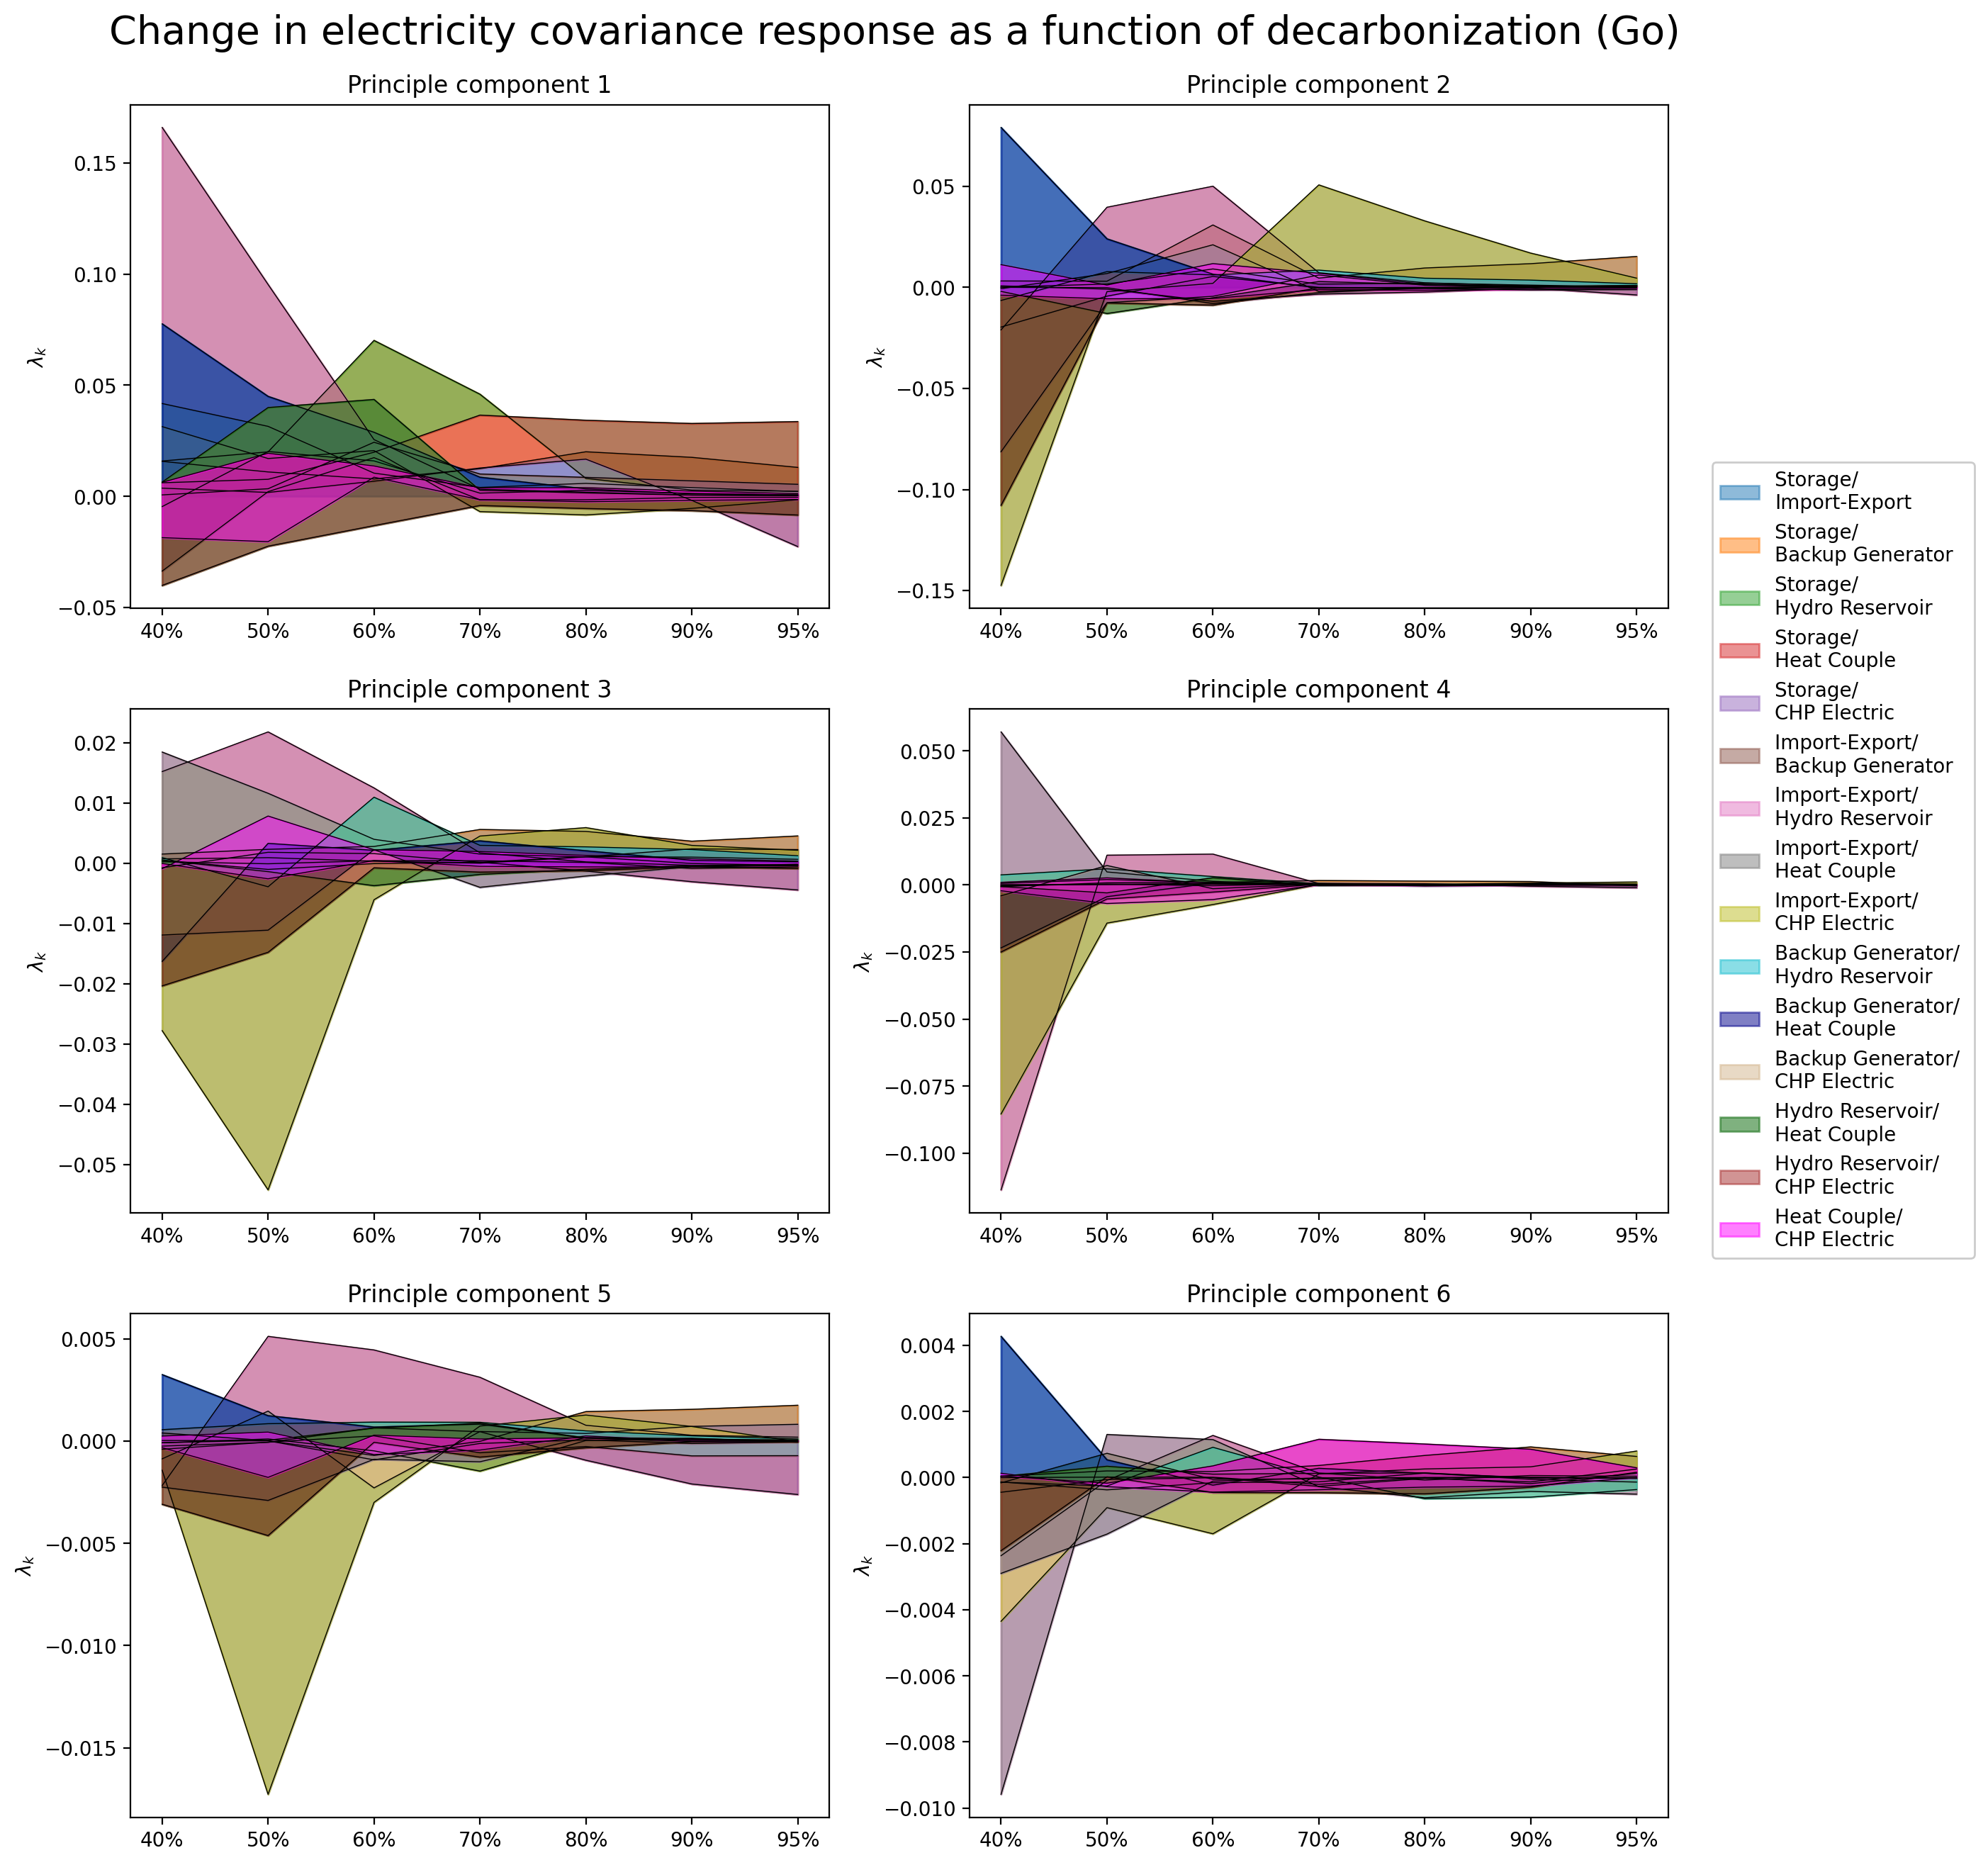 Change in electricity covariance response as a function of decarbonization (Go)
Principle component 1
λk
0.15
0.10
0.05
0.00
−0.05
40% 50% 60% 70% 80% 90% 95%
Principle component 2
λk
0.05
0.00
−0.05
−0.10
−0.15
40% 50% 60% 70% 80% 90% 95%
Principle component 3
λk
0.02
0.01
0.00
−0.01
−0.02
−0.03
−0.04
−0.05
40% 50% 60% 70% 80% 90% 95%
Principle component 4
λk
0.050
0.025
0.000
−0.025
−0.050
−0.075
−0.100
40% 50% 60% 70% 80% 90% 95%
Principle component 5
λk
0.005
0.000
−0.005
−0.010
−0.015
40% 50% 60% 70% 80% 90% 95%
Principle component 6
λk
0.004
0.002
0.000
−0.002
−0.004
−0.006
−0.008
−0.010
40% 50% 60% 70% 80% 90% 95%
Storage/
Import-Export
Storage/
Backup Generator
Storage/
Hydro Reservoir
Storage/
Heat Couple
Storage/
CHP Electric
Import-Export/
Backup Generator
Import-Export/
Hydro Reservoir
Import-Export/
Heat Couple
Import-Export/
CHP Electric
Backup Generator/
Hydro Reservoir
Backup Generator/
Heat Couple
Backup Generator/
CHP Electric
Hydro Reservoir/
Heat Couple
Hydro Reservoir/
CHP Electric
Heat Couple/
CHP Electric